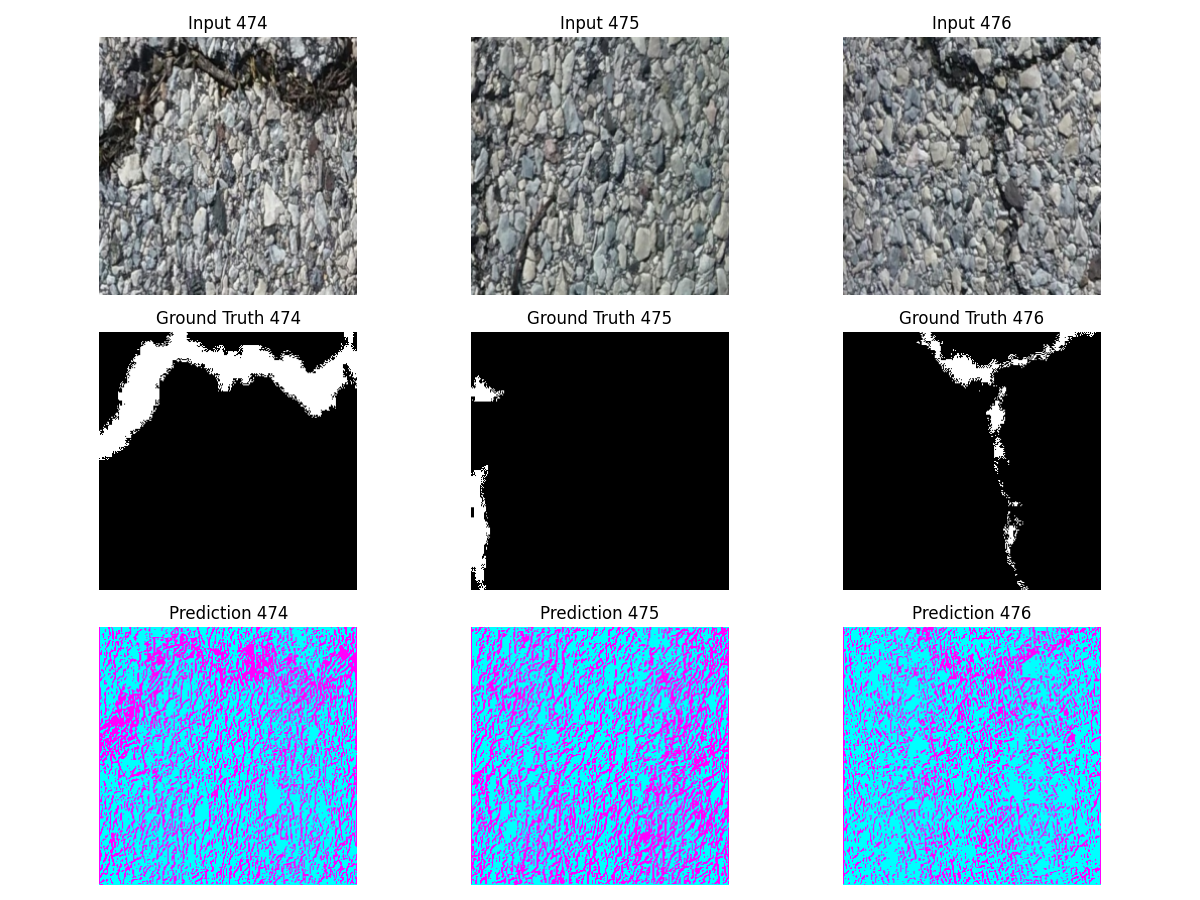 Input 474
Input 475
Input 476
Ground Truth 474
Ground Truth 475
Ground Truth 476
Prediction 474
Prediction 475
Prediction 476